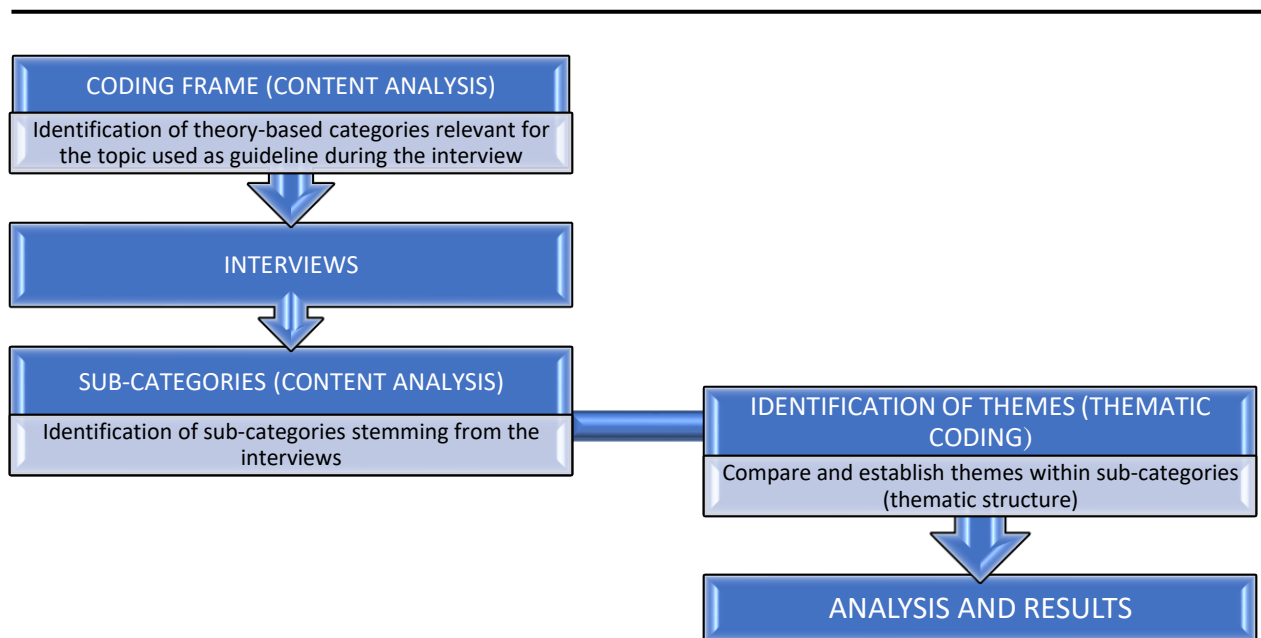 CODING FRAME (CONTENT ANALYSIS)
Identification of theory-based categories relevant for
the topic used as guideline during the interview
INTERVIEWS
SUB-CATEGORIES (CONTENT ANALYSIS)
Identification of sub-categories stemming from the
interviews
IDENTIFICATION OF THEMES (THEMATIC
CODING)
Compare and establish themes within sub-categories
(thematic structure)
ANALYSIS AND RESULTS